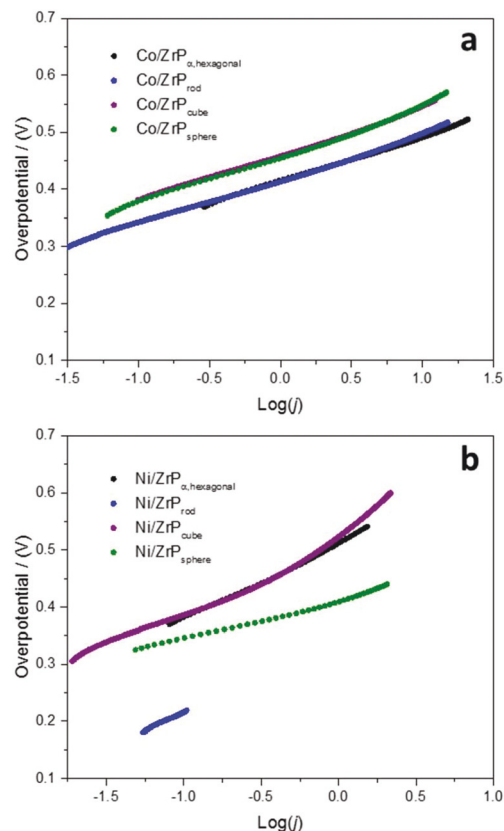 a
Co/ZrPα,hexagonal
Co/ZrProd
Co/ZrPcube
Co/ZrPsphere
Overpotential / (V)
0.7
0.6
0.5
0.4
0.3
0.2
0.1
-1.5 -1.0 -0.5 0.0 0.5 1.0 1.5
Log(j)
b
Ni/ZrPα,hexagonal
Ni/ZrProd
Ni/ZrPcube
Ni/ZrPsphere
Overpotential / (V)
0.7
0.6
0.5
0.4
0.3
0.2
0.1
-1.5 -1.0 -0.5 0.0 0.5 1.0
Log(j)